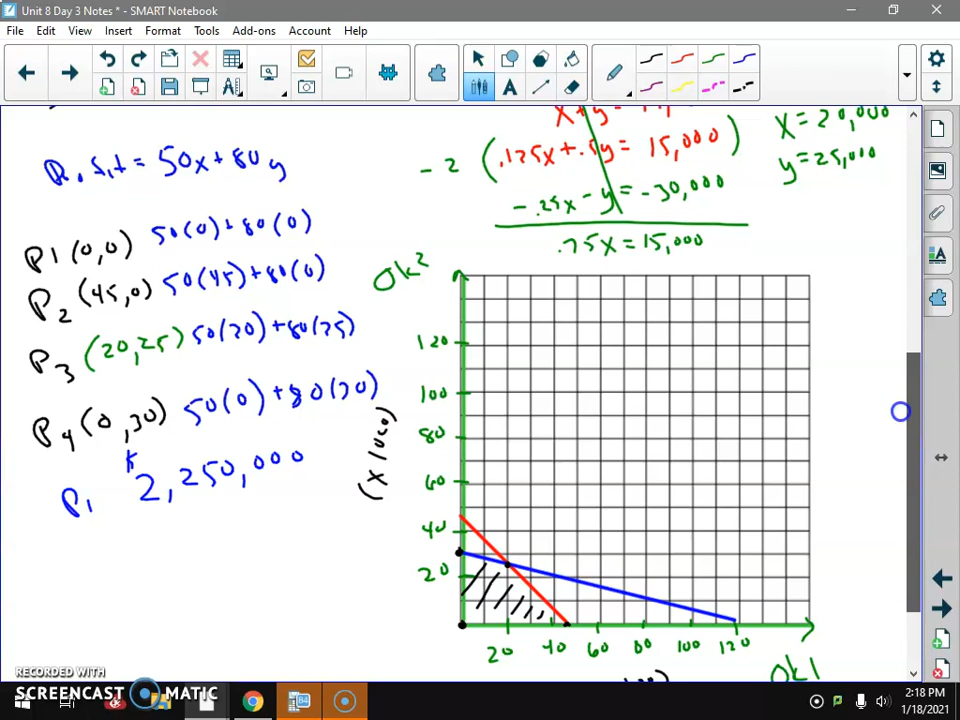 Unit 8 Day 3 Notes * - SMART Notebook
File Edit View Insert Format Tools Add-ons Account Help
x + y =
-2 (.125x + .5y = 15,000)
-.25x - y = -30,000
.75x = 15,000
x = 20,000
y = 25,000
= 50x + 80y
P1 (0,0) 50(0) + 80(0)
P2 (45,0) 50(45) + 80(0)
P3 (20,25) 50(20) + 80(25)
P4 (0,30) 50(0) + 80(30)
P1 2,250,000
Ok2
120
100
80
60
40
20
20 40 60 80 100 120
Ok1
RECORDED WITH
SCREENCAST MATIC
84
2:18 PM
1/18/2021